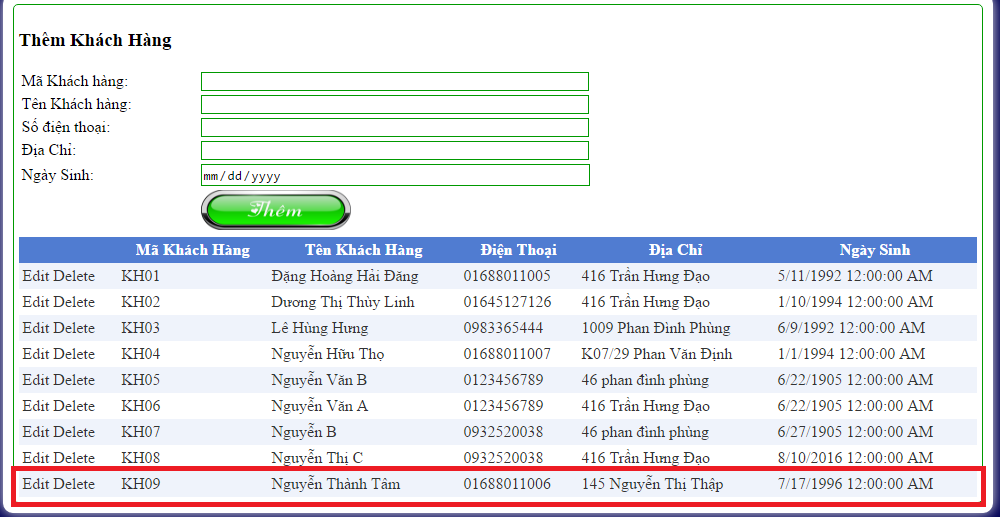 Thêm Khách Hàng
Mã Khách hàng:
Tên Khách hàng:
Số điện thoại:
Địa Chỉ:
Ngày Sinh: mm/dd/yyyy
Thêm
Mã Khách Hàng Tên Khách Hàng Điện Thoại Địa Chỉ Ngày Sinh
Edit Delete KH01 Đặng Hoàng Hải Đăng 01688011005 416 Trần Hưng Đạo 5/11/1992 12:00:00 AM
Edit Delete KH02 Dương Thị Thùy Linh 01645127126 416 Trần Hưng Đạo 1/10/1994 12:00:00 AM
Edit Delete KH03 Lê Hùng Hưng 0983365444 1009 Phan Đình Phùng 6/9/1992 12:00:00 AM
Edit Delete KH04 Nguyễn Hữu Thọ 01688011007 K07/29 Phan Văn Định 1/1/1994 12:00:00 AM
Edit Delete KH05 Nguyễn Văn B 0123456789 46 phan đình phùng 6/22/1905 12:00:00 AM
Edit Delete KH06 Nguyễn Văn A 0123456789 416 Trần Hưng Đạo 6/22/1905 12:00:00 AM
Edit Delete KH07 Nguyễn B 0932520038 46 phan đình phùng 6/27/1905 12:00:00 AM
Edit Delete KH08 Nguyễn Thị C 0932520038 416 Trần Hưng Đạo 8/10/2016 12:00:00 AM
Edit Delete KH09 Nguyễn Thành Tâm 01688011006 145 Nguyễn Thị Thập 7/17/1996 12:00:00 AM